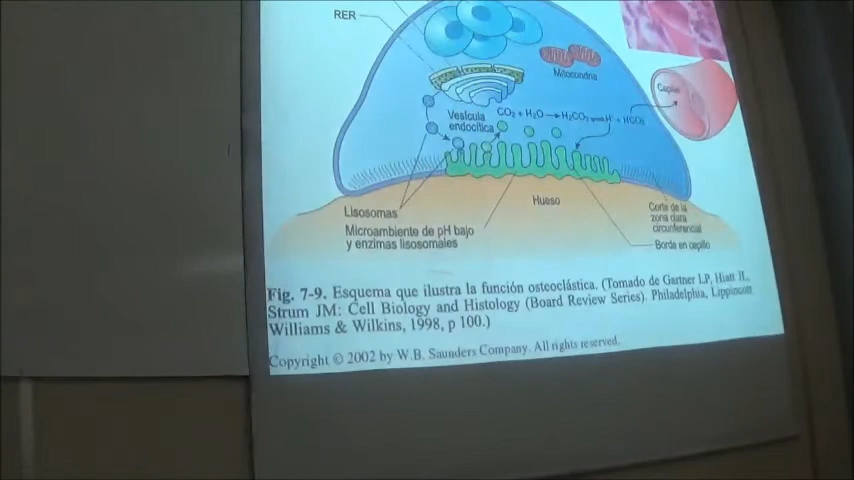 RER
Mitocondria
Capilar
CO₂ + H₂O → H₂CO₃ → H⁺ + HCO₃
Vesícula
endocítica
Hueso
Lisosomas
Microambiente de pH bajo
y enzimas lisosomales
Corte de la
zona clara
circunferencial
Borde en cepillo
Fig. 7-9. Esquema que ilustra la función osteoclástica. (Tomado de Gartner LP, Hiatt JL,
Strum JM: Cell Biology and Histology (Board Review Series). Philadelphia, Lippincott
Williams & Wilkins, 1998, p 100.)
Copyright © 2002 by W.B. Saunders Company. All rights reserved.